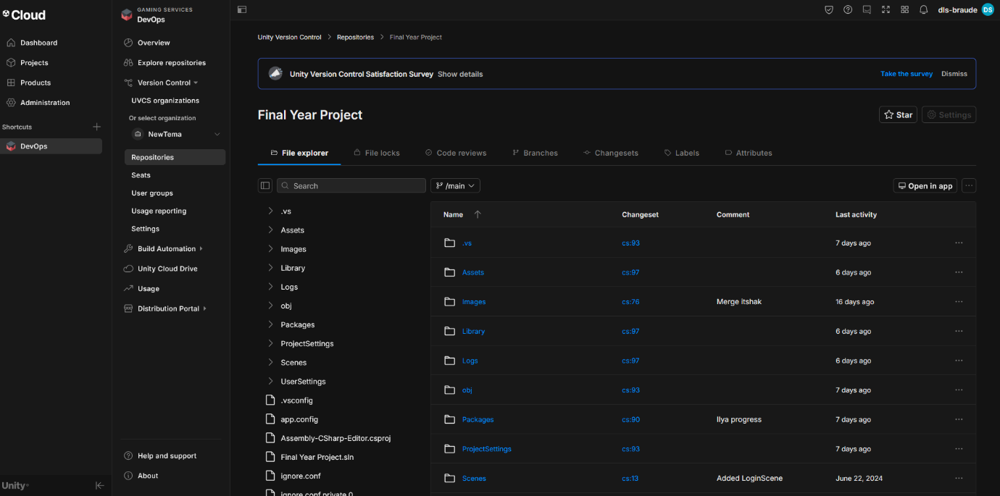 Cloud
Dashboard
Projects
Products
Administration
Shortcuts
DevOps
Unity
GAMING SERVICES
DevOps
Overview
Explore repositories
Version Control
UVCS organizations
Or select organization
NewTema
Repositories
Seats
User groups
Usage reporting
Settings
Build Automation
Unity Cloud Drive
Usage
Distribution Portal
Help and support
About
dls-braude DS
Unity Version Control > Repositories > Final Year Project
Unity Version Control Satisfaction Survey Show details Take the survey Dismiss
Final Year Project
Star Settings
File explorer File locks Code reviews Branches Changesets Labels Attributes
Search
.vs
Assets
Images
Library
Logs
obj
Packages
ProjectSettings
Scenes
UserSettings
.vsconfig
app.config
Assembly-CSharp-Editor.csproj
Final Year Project.sln
ignore.conf
ignore.conf.private.0
/main Open in app ...
Name Changeset Comment Last activity
.vs cs:93 7 days ago
Assets cs:97 6 days ago
Images cs:76 Merge itshak 16 days ago
Library cs:97 6 days ago
Logs cs:97 6 days ago
obj cs:93 7 days ago
Packages cs:90 Ilya progress 7 days ago
ProjectSettings cs:93 7 days ago
Scenes cs:13 Added LoginScene June 22, 2024